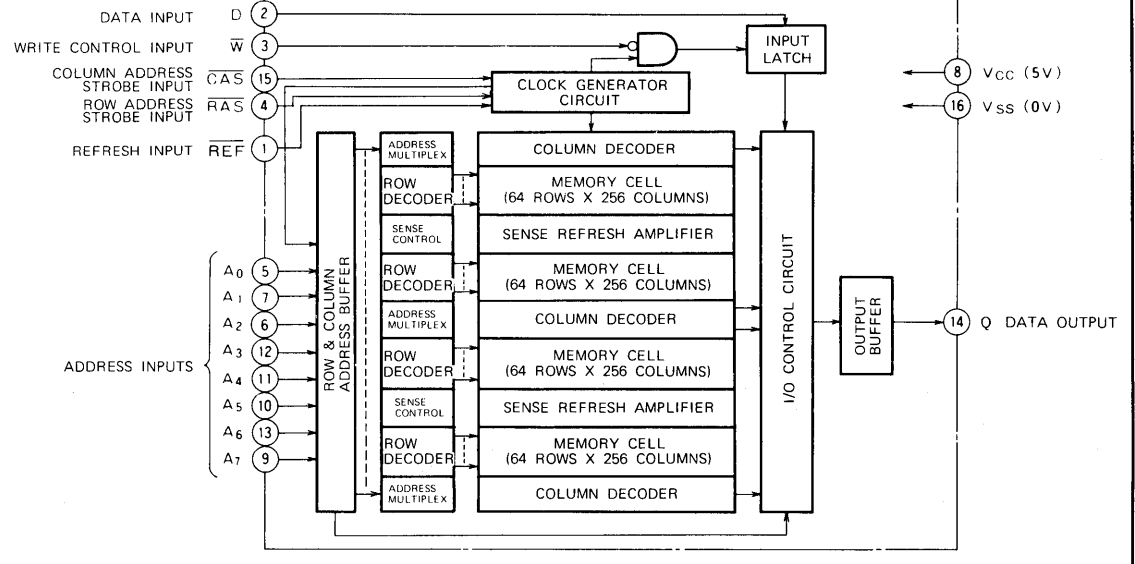 DATA INPUT D 2
WRITE CONTROL INPUT W̅ 3
COLUMN ADDRESS
STROBE INPUT C̅A̅S̅ 15
ROW ADDRESS
STROBE INPUT R̅A̅S̅ 4
REFRESH INPUT R̅E̅F̅ 1
ADDRESS INPUTS
A0 5
A1 7
A2 6
A3 12
A4 11
A5 10
A6 13
A7 9
INPUT
LATCH
CLOCK GENERATOR
CIRCUIT
8 VCC (5V)
16 VSS (0V)
ROW & COLUMN
ADDRESS BUFFER
ADDRESS
MULTIPLEX
COLUMN DECODER
ROW
DECODER
MEMORY CELL
(64 ROWS X 256 COLUMNS)
SENSE
CONTROL
SENSE REFRESH AMPLIFIER
ROW
DECODER
MEMORY CELL
(64 ROWS X 256 COLUMNS)
ADDRESS
MULTIPLEX
COLUMN DECODER
ROW
DECODER
MEMORY CELL
(64 ROWS X 256 COLUMNS)
SENSE
CONTROL
SENSE REFRESH AMPLIFIER
ROW
DECODER
MEMORY CELL
(64 ROWS X 256 COLUMNS)
ADDRESS
MULTIPLEX
COLUMN DECODER
I/O CONTROL CIRCUIT
OUTPUT
BUFFER
14 Q DATA OUTPUT